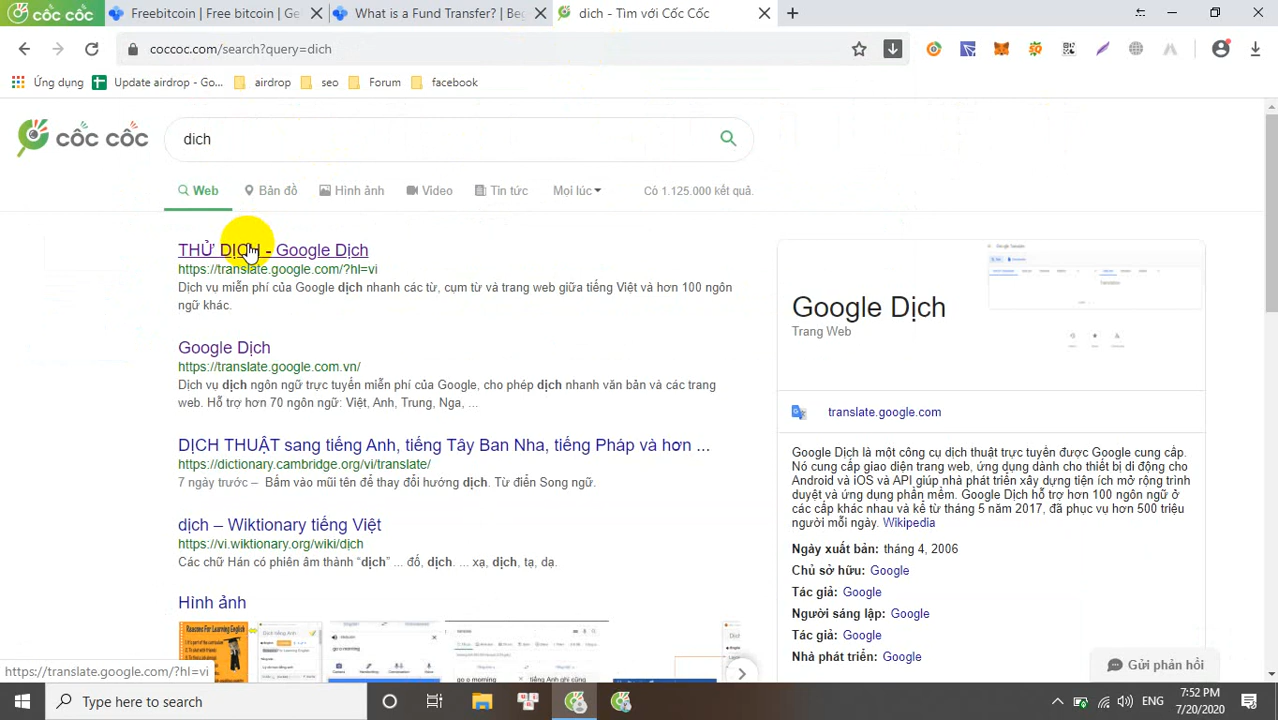 CỐC CỐC
Freebitcoin | Free bitcoin | G
What is Fund Transfer? | Leg
dich - Tìm với Cốc Cốc
coccoc.com/search?query=dich
Ứng dụng
Update airdrop - Go...
airdrop
seo
Forum
facebook
CỐC CỐC
dich
Web
Bản đồ
Hình ảnh
Video
Tin tức
Mọi lúc
Có 1.125.000 kết quả.
THỬ DỊCH - Google Dịch
https://translate.google.com/?hl=vi
Dịch vụ miễn phí của Google dịch nhanh các từ, cụm từ và trang web giữa tiếng Việt và hơn 100 ngôn
ngữ khác.
Google Dịch
https://translate.google.com.vn/
Dịch vụ dịch ngôn ngữ trực tuyến miễn phí của Google, cho phép dịch nhanh văn bản và các trang
web. Hỗ trợ hơn 70 ngôn ngữ: Việt, Anh, Trung, Nga, ...
DỊCH THUẬT sang tiếng Anh, tiếng Tây Ban Nha, tiếng Pháp và hơn ...
https://dictionary.cambridge.org/vi/translate/
7 ngày trước – Bấm vào mũi tên để thay đổi hướng dịch. Từ điển Song ngữ.
dịch – Wiktionary tiếng Việt
https://vi.wiktionary.org/wiki/dịch
Các chữ Hán có phiên âm thành “dịch” ... đố, dịch. ... xạ, dịch, tạ, dạ.
Hình ảnh
Google Dịch
Trang Web
translate.google.com
Google Dịch là một công cụ dịch thuật trực tuyến được Google cung cấp.
Nó cung cấp giao diện trang web, ứng dụng dành cho thiết bị di động cho
Android và iOS và API giúp nhà phát triển xây dựng tiện ích mở rộng trình
duyệt và ứng dụng phần mềm. Google Dịch hỗ trợ hơn 100 ngôn ngữ ở
các cấp khác nhau và kể từ tháng 5 năm 2017, đã phục vụ hơn 500 triệu
người mỗi ngày. Wikipedia
Ngày xuất bản: tháng 4, 2006
Chủ sở hữu: Google
Tác giả: Google
Người sáng lập: Google
Tác giả: Google
Nhà phát triển: Google
Gửi phản hồi
https://translate.google.com/?hl=vi
Type here to search
ENG
7:52 PM
7/20/2020